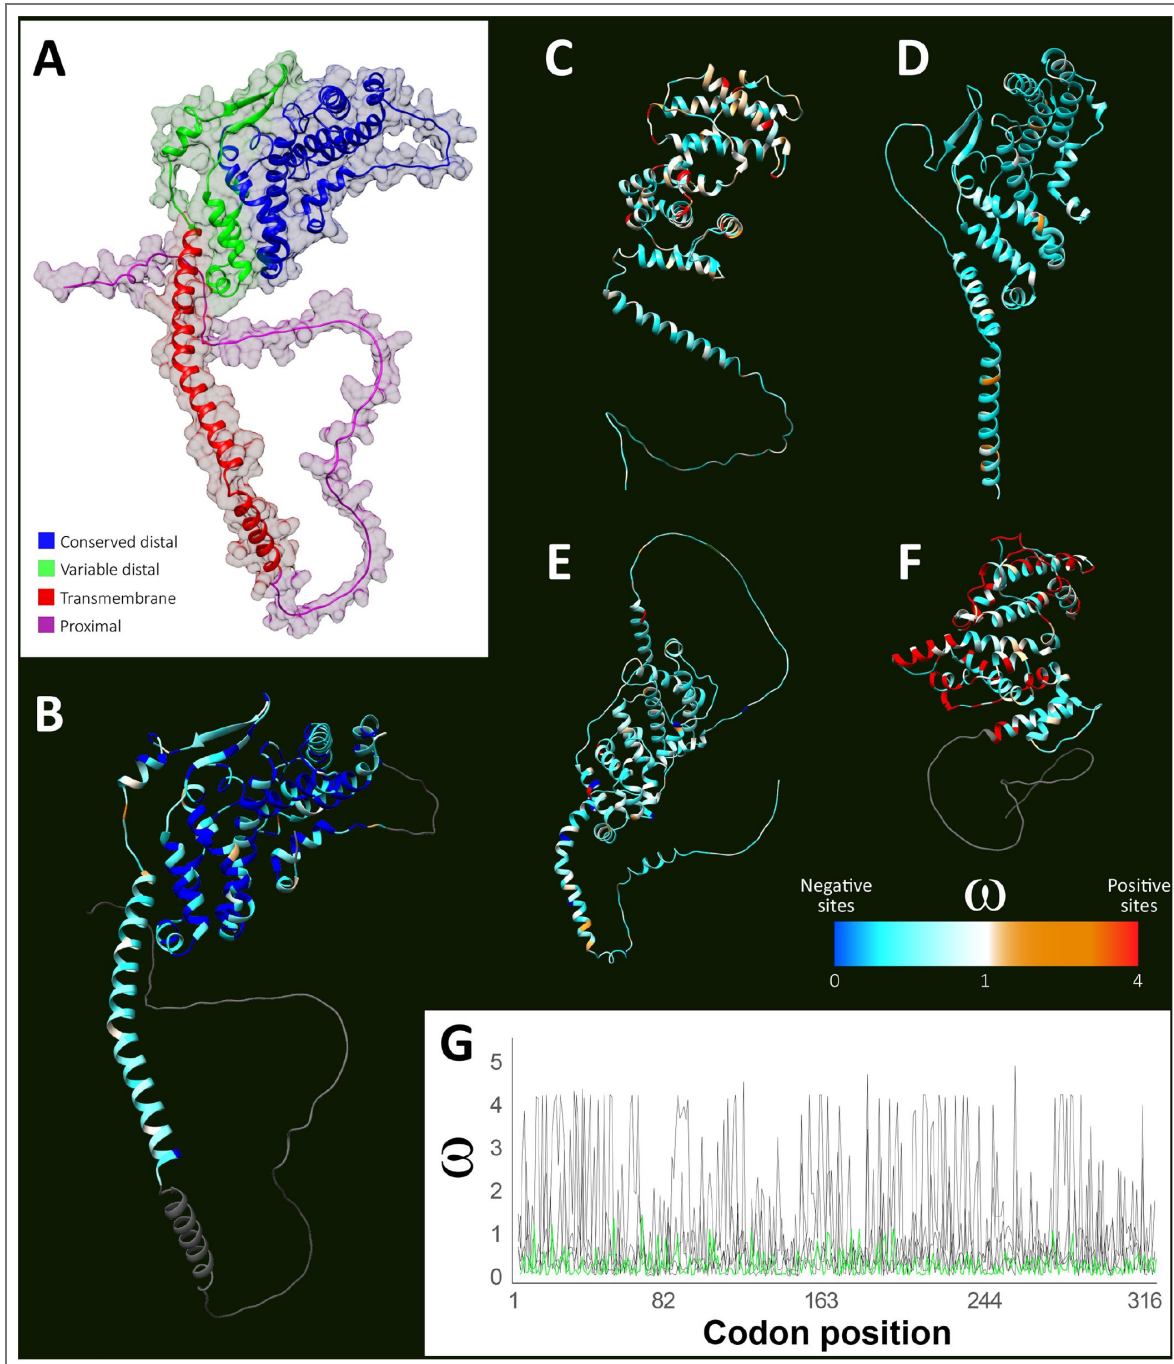 A
Conserved distal
Variable distal
Transmembrane
Proximal
B
C
D
E
F
Negative
sites
ω
Positive
sites
0
1
4
G
5
4
3
2
1
0
ω
1
82
163
244
316
Codon position